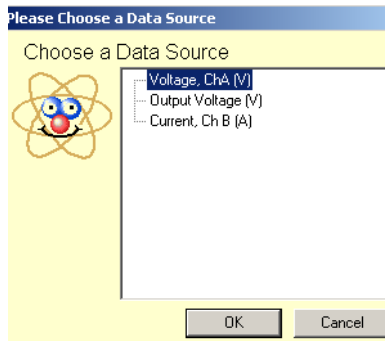 Please Choose a Data Source
Choose a Data Source
Voltage, ChA (V)
Output Voltage (V)
Current, Ch B (A)
OK
Cancel